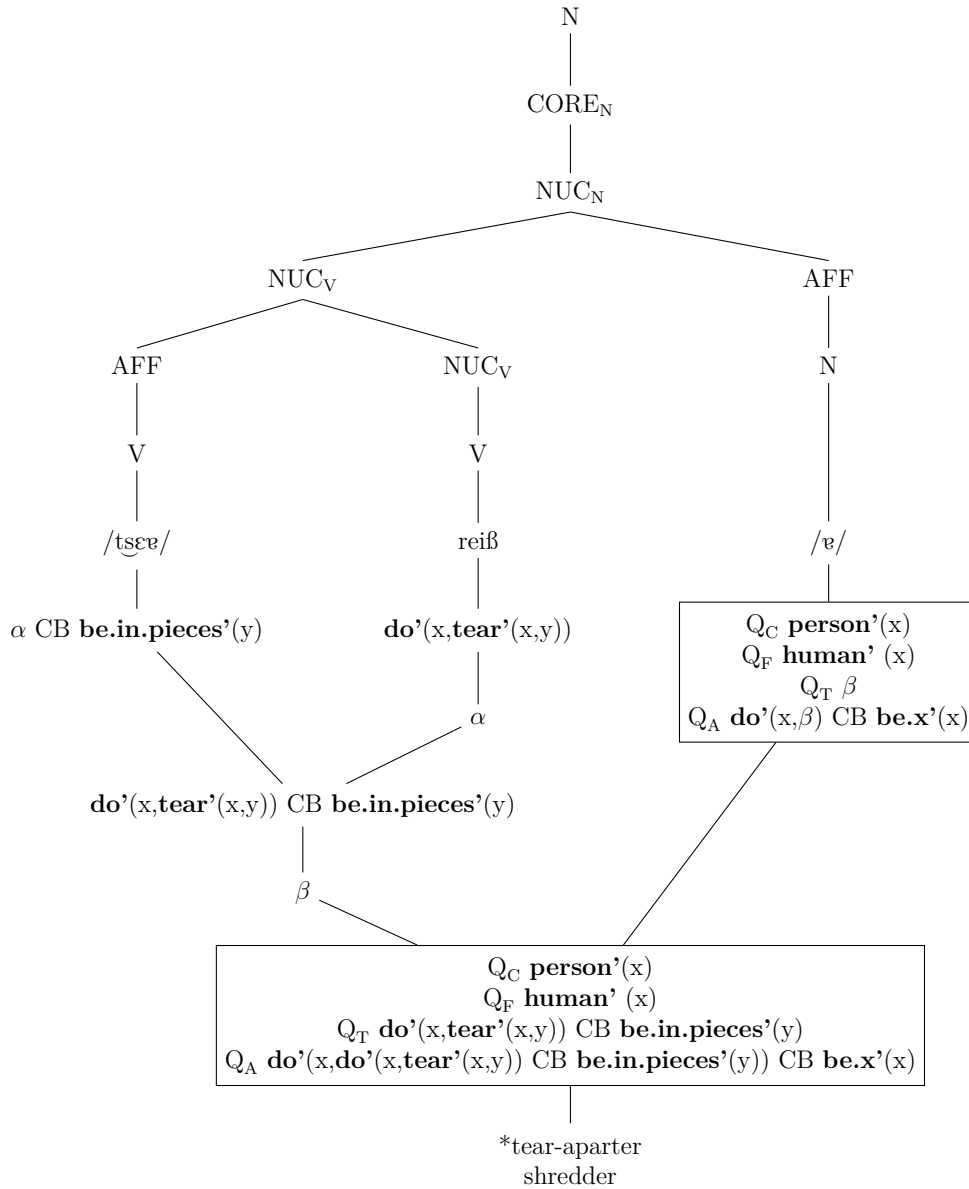 N
CORE_N
NUC_N
NUC_V AFF
AFF NUC_V N
V V
/t͜sɛɐ/ reiß /ɐ/
α CB be.in.pieces'(y) do'(x,tear'(x,y))
Q_C person'(x)
Q_F human' (x)
Q_T β
Q_A do'(x,β) CB be.x'(x)
α
do'(x,tear'(x,y)) CB be.in.pieces'(y)
β
Q_C person'(x)
Q_F human' (x)
Q_T do'(x,tear'(x,y)) CB be.in.pieces'(y)
Q_A do'(x,do'(x,tear'(x,y)) CB be.in.pieces'(y)) CB be.x'(x)
*tear-aparter
shredder